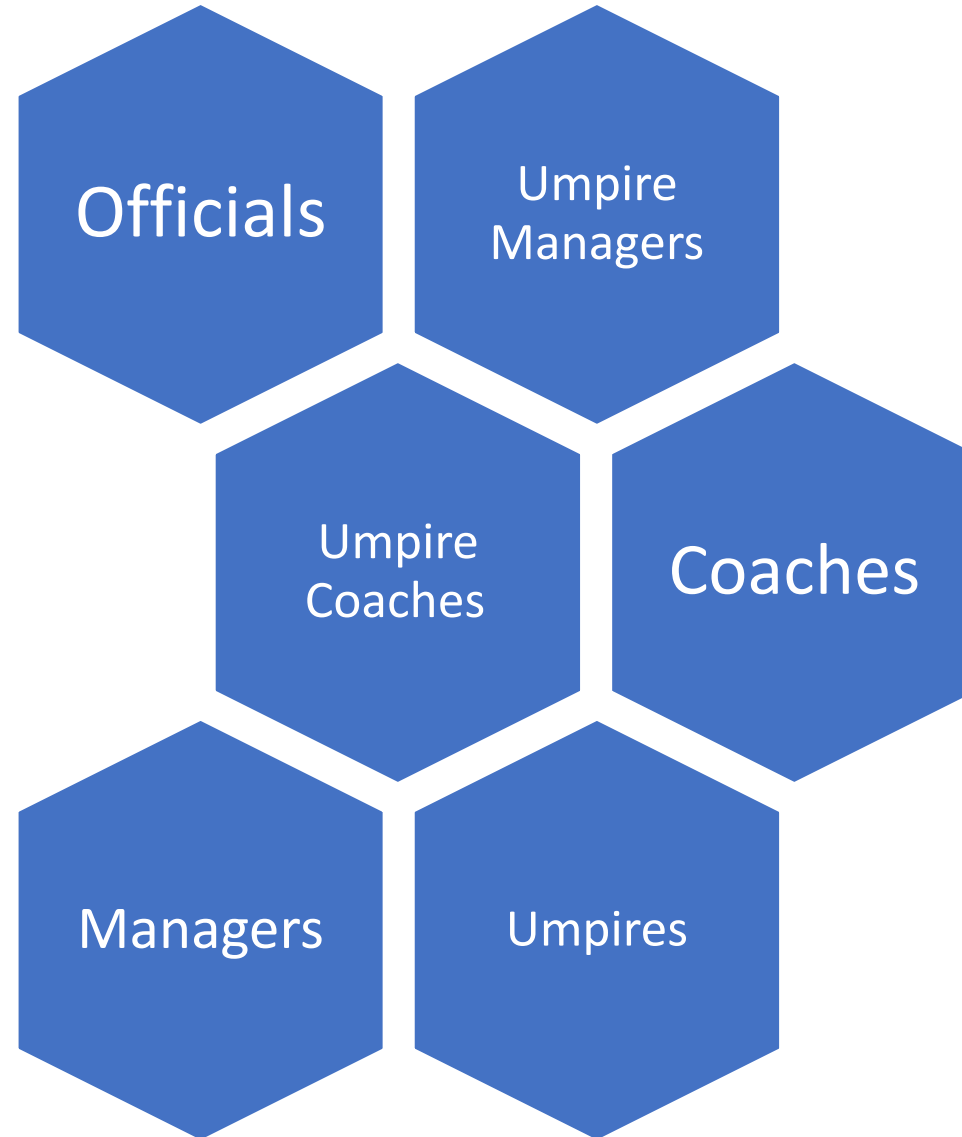 Officials
Umpire
Managers
Umpire
Coaches
Coaches
Managers
Umpires